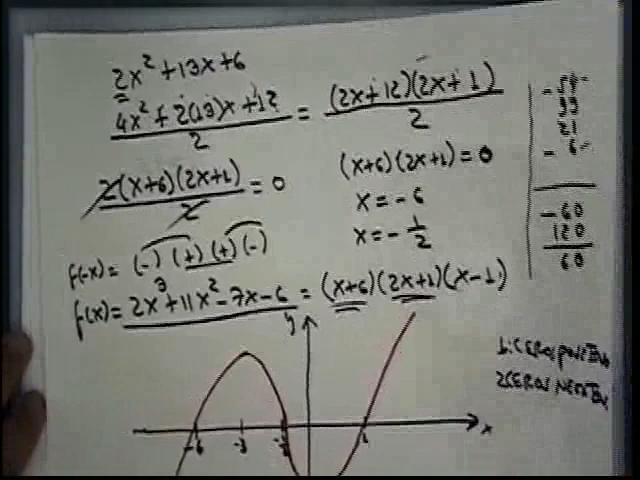 2x² + 13x + 6
4x² + 2(13)x + 12 / 2 = (2x + 12)(2x + 1) / 2
2(x+6)(2x+1) / 2 = 0
(x+6)(2x+1) = 0
x = -6
x = -1/2
f(-x) = (-) (+) (+) (-)
f(x) = 2x³ + 11x² - 7x - 6 = (x+6)(2x+1)(x-1)
y
x
-6
-3
1
21
- 6
-60
120
60